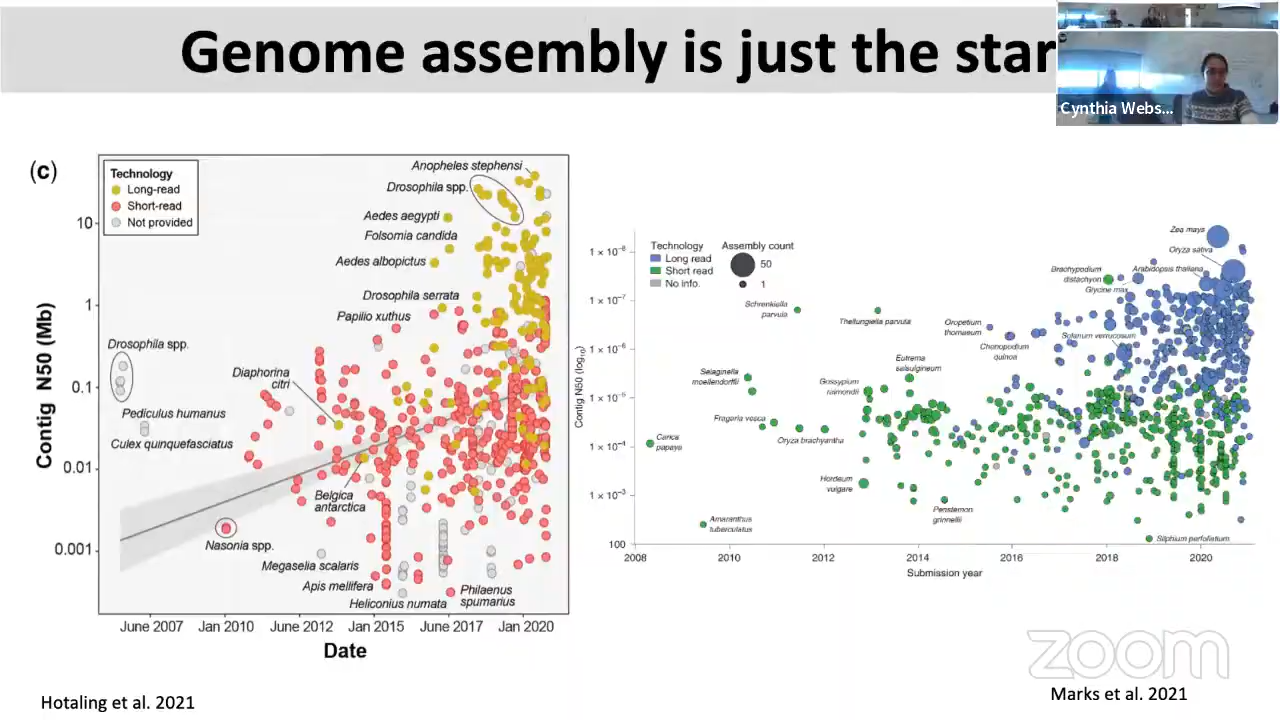 Genome assembly is just the star
Cynthia Webs...
(c)
Technology
Long-read
Short-read
Not provided
Anopheles stephensi
Drosophila spp.
Aedes aegypti
Folsomia candida
Aedes albopictus
Drosophila serrata
Papilio xuthus
Drosophila spp.
Diaphorina
citri
Pediculus humanus
Culex quinquefasciatus
Belgica
antarctica
Nasonia spp.
Megaselia scalaris
Apis mellifera
Heliconius numata
Philaenus
spumarius
Contig N50 (Mb)
10
1
0.1
0.01
0.001
June 2007
Jan 2010
June 2012
Jan 2015
June 2017
Jan 2020
Date
Hotaling et al. 2021
Technology
Long read
Short read
No info.
Assembly count
50
1
Zea mays
Oryza sativa
Brachypodium
distachyon
Arabidopsis thaliana
Glycine max
Schrenkiella
parvula
Thellungiella parvula
Oropetium
thomaeum
Chenopodium
quinoa
Solanum verrucosum
Eutrema
salsugineum
Selaginella
moellendorffii
Gossypium
raimondii
Fragaria vesca
Oryza brachyantha
Carica
papaya
Hordeum
vulgare
Penstemon
grinnellii
Amaranthus
tuberculatus
Silphium perfoliatum
Contig N50 (log10)
1 × 10⁻⁸
1 × 10⁻⁷
1 × 10⁻⁶
1 × 10⁻⁵
1 × 10⁻⁴
1 × 10⁻³
100
2008
2010
2012
2014
2016
2018
2020
Submission year
zoom
Marks et al. 2021